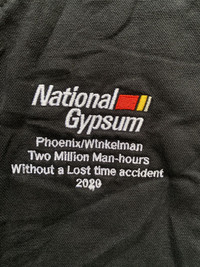 National
Gypsum
Phoenix/Winkelman
Two Million Man-hours
Without a Lost time accident
2020